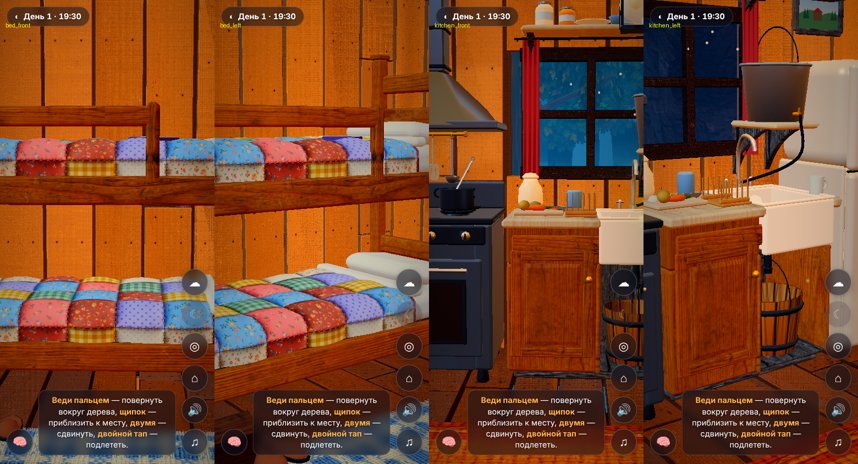 День 1 · 19:30
bed_front
Веди пальцем — повернуть
вокруг дерева, щипок —
приблизить к месту, двумя —
сдвинуть, двойной тап —
подлететь.
День 1 · 19:30
bed_left
Веди пальцем — повернуть
вокруг дерева, щипок —
приблизить к месту, двумя —
сдвинуть, двойной тап —
подлететь.
День 1 · 19:30
kitchen_front
Веди пальцем — повернуть
вокруг дерева, щипок —
приблизить к месту, двумя —
сдвинуть, двойной тап —
подлететь.
День 1 · 19:30
kitchen_left
Веди пальцем — повернуть
вокруг дерева, щипок —
приблизить к месту, двумя —
сдвинуть, двойной тап —
подлететь.